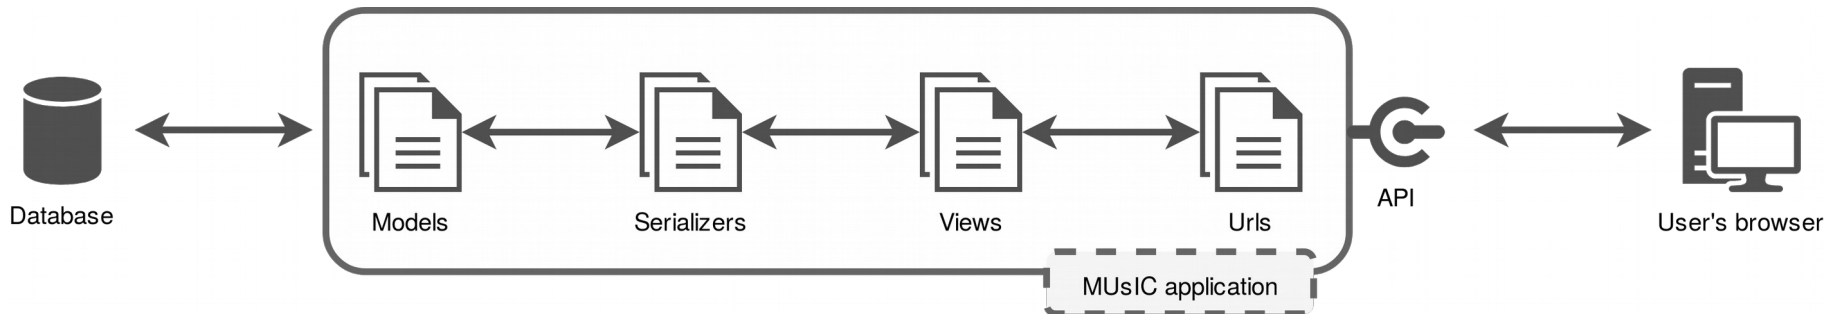 Database
Models
Serializers
Views
Urls
API
User's browser
MUsIC application